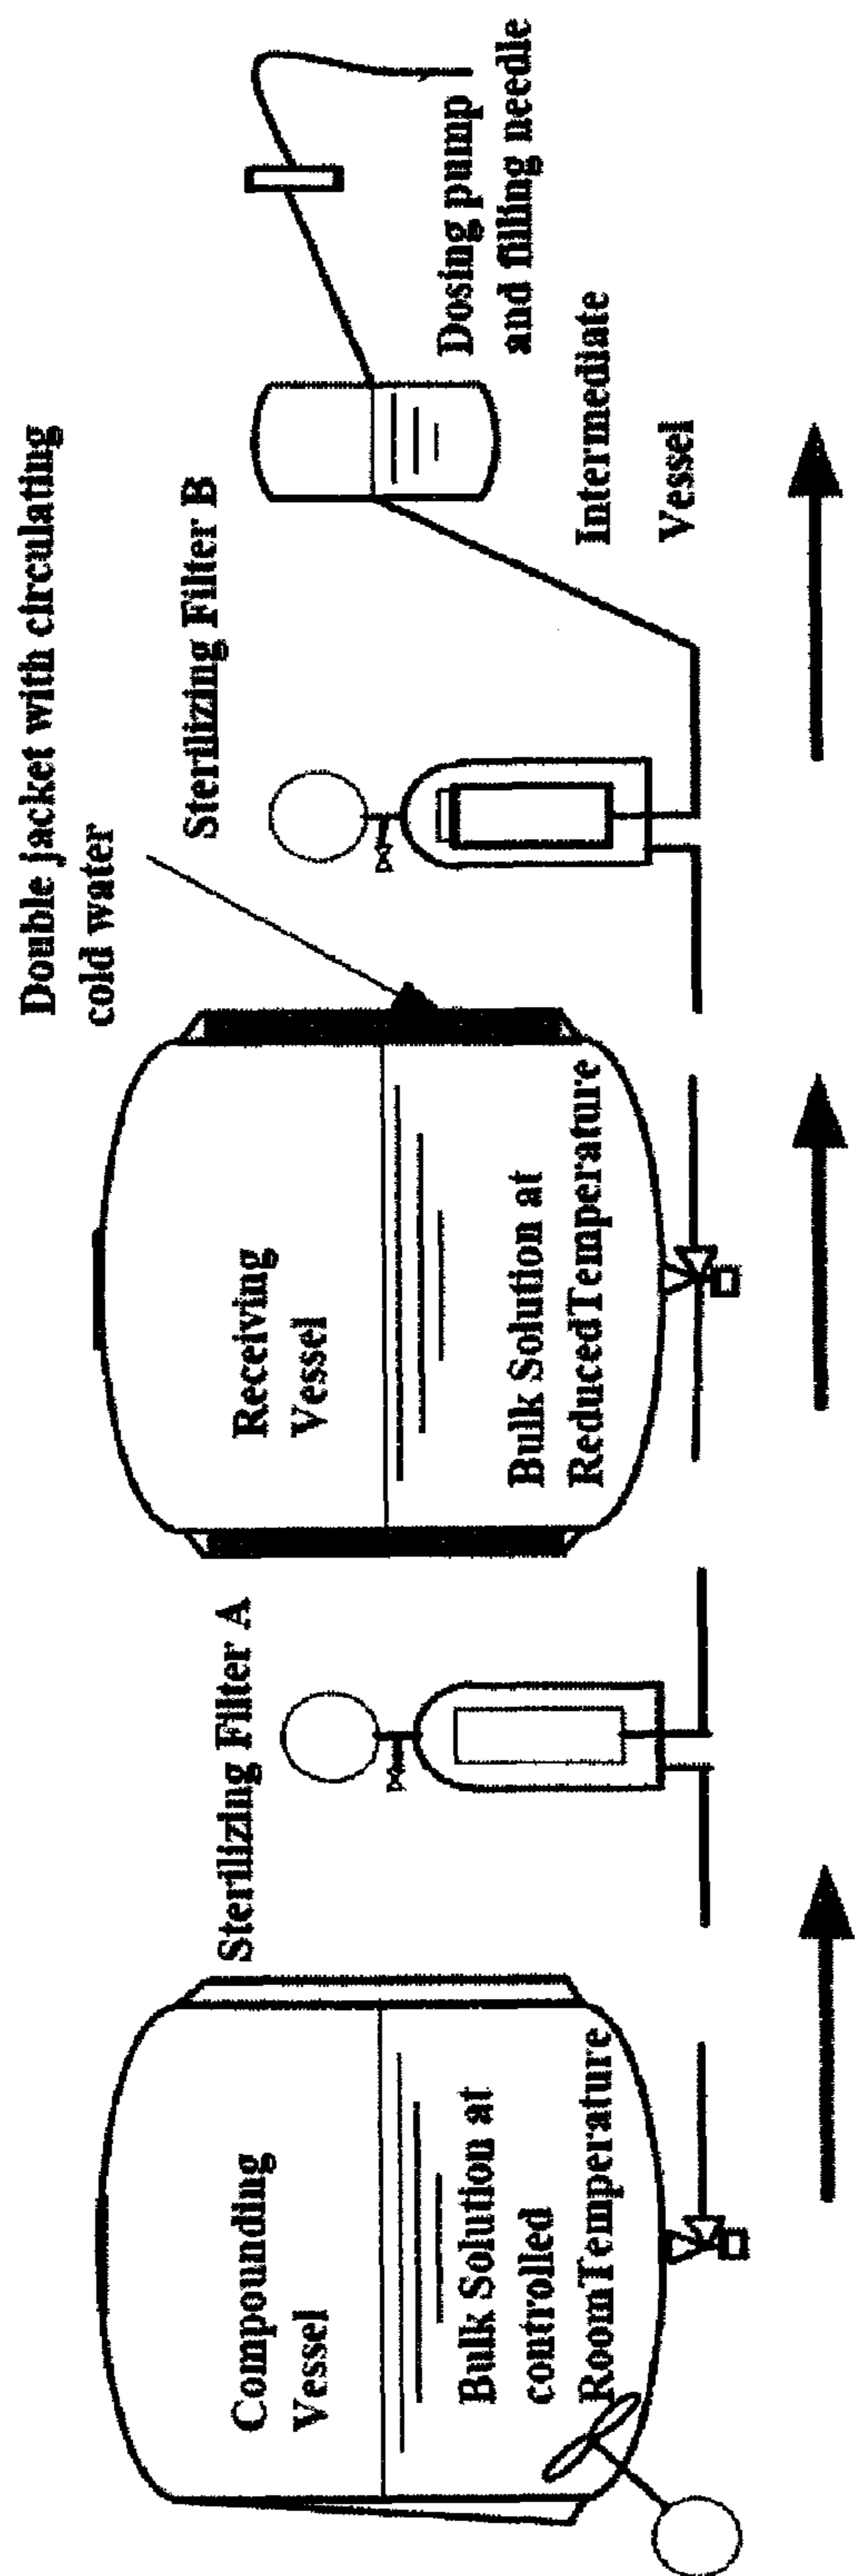 Double jacket with circulating
cold water
Sterilizing Filter A
Sterilizing Filter B
Compounding
Vessel
Bulk Solution at
controlled
RoomTemperature
Receiving
Vessel
Bulk Solution at
ReducedTemperature
Dosing pump
and filling needle
Intermediate
Vessel